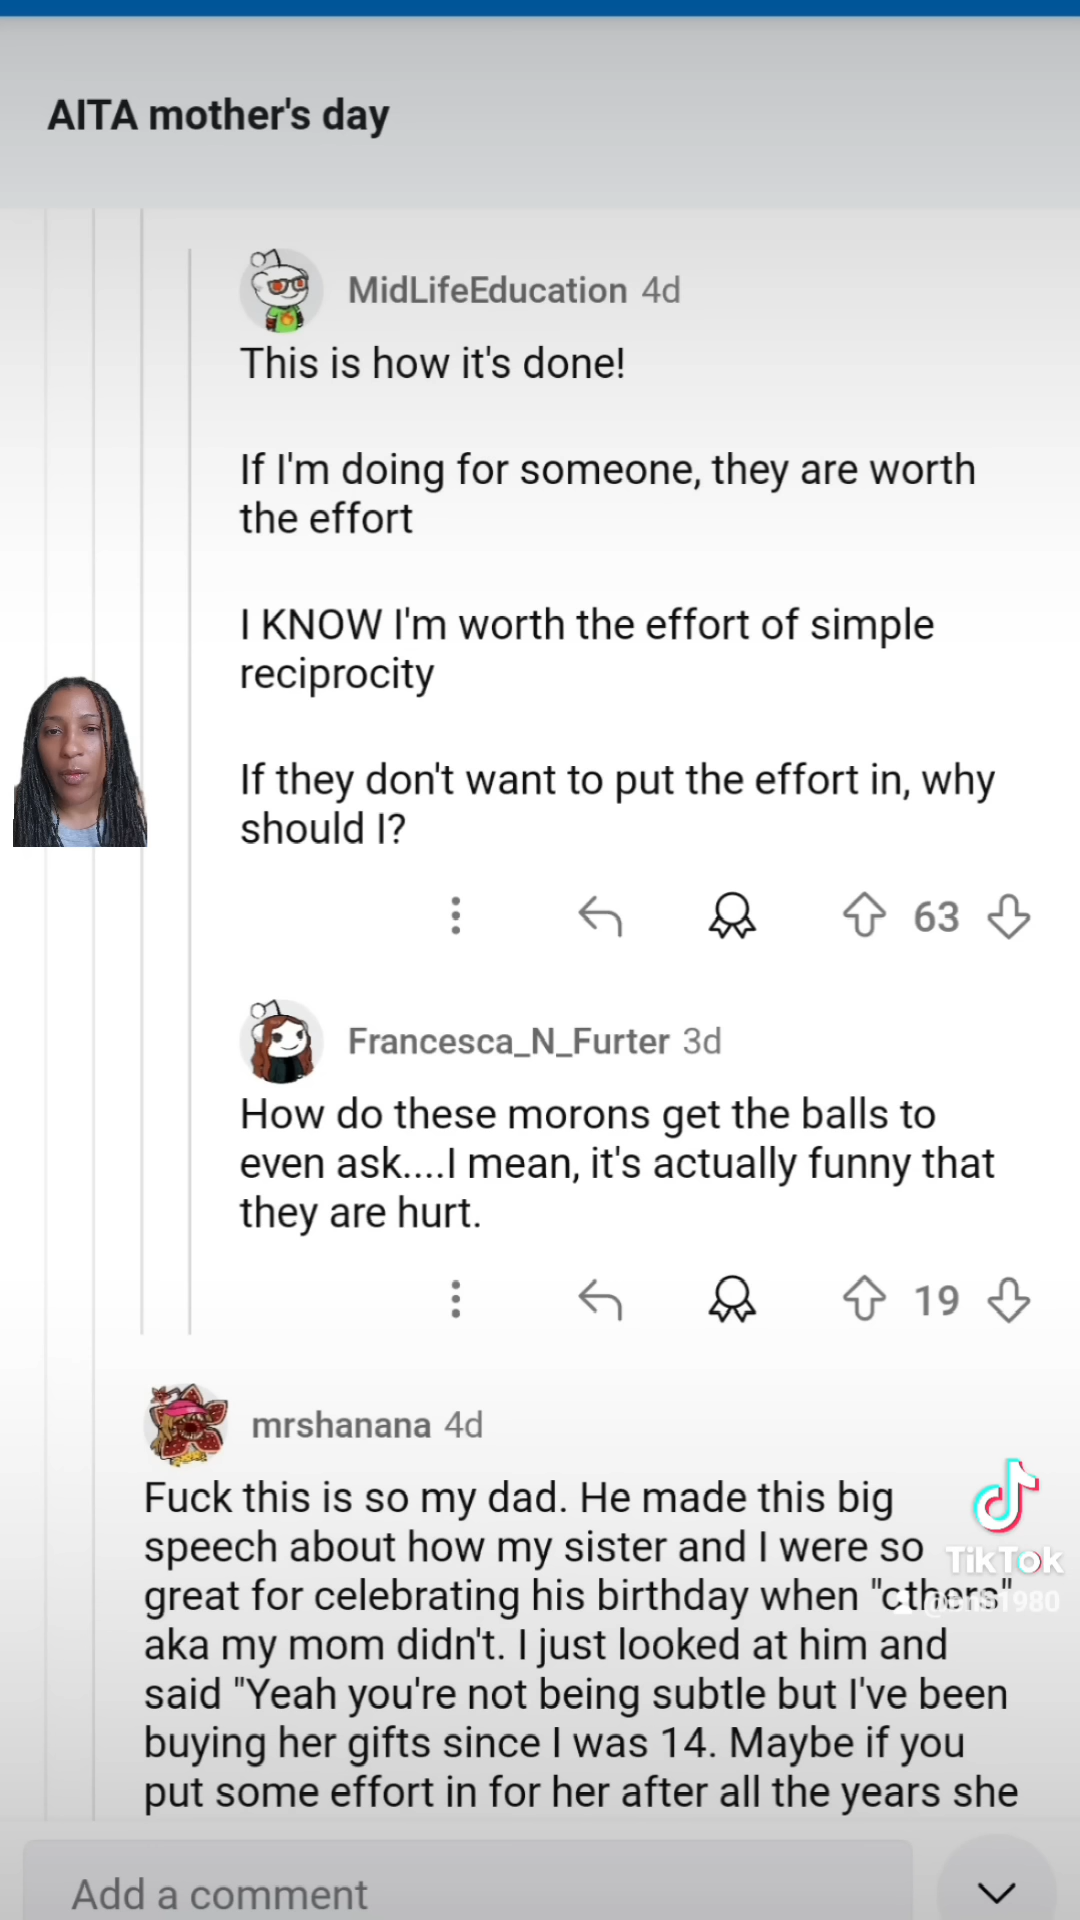 AITA mother's day
MidLifeEducation 4d
This is how it's done!
If I'm doing for someone, they are worth
the effort
I KNOW I'm worth the effort of simple
reciprocity
If they don't want to put the effort in, why
should I?
63
Francesca_N_Furter 3d
How do these morons get the balls to
even ask....I mean, it's actually funny that
they are hurt.
19
mrshanana 4d
Fuck this is so my dad. He made this big
speech about how my sister and I were so
great for celebrating his birthday when "others"
aka my mom didn't. I just looked at him and
said "Yeah you're not being subtle but I've been
buying her gifts since I was 14. Maybe if you
put some effort in for her after all the years she
TikTok
Add a comment